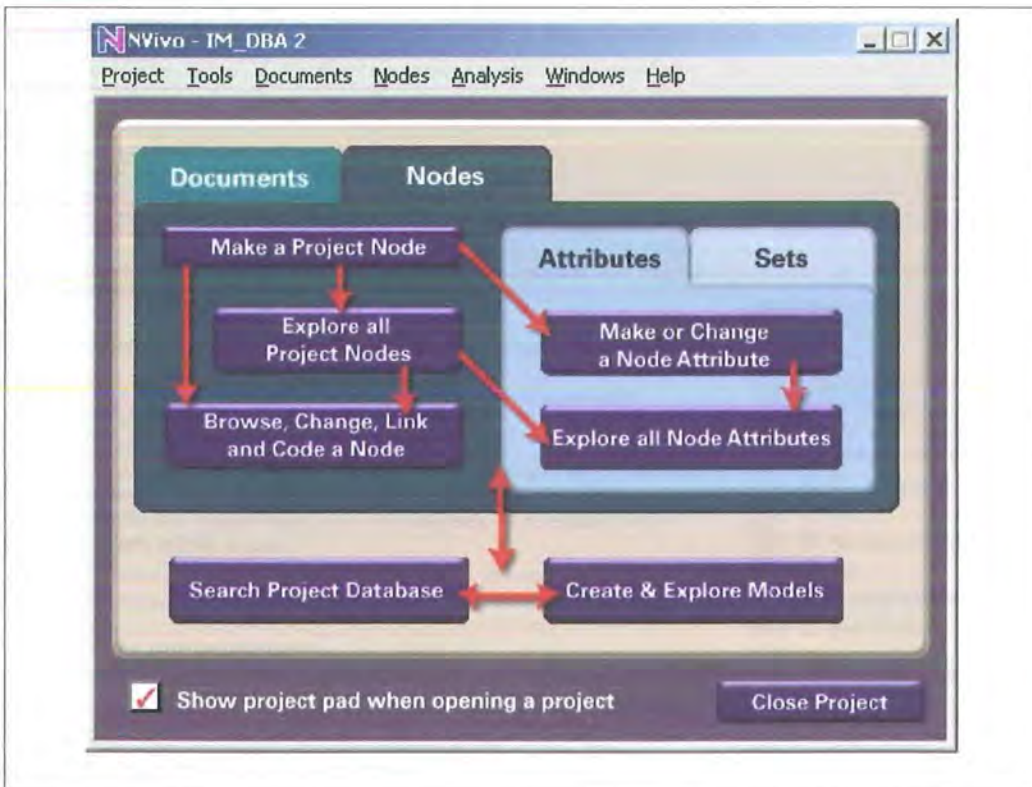 NVivo - IM_DBA 2
Project Tools Documents Nodes Analysis Windows Help
Documents
Nodes
Make a Project Node
Explore all
Project Nodes
Browse, Change, Link
and Code a Node
Attributes
Sets
Make or Change
a Node Attribute
Explore all Node Attributes
Search Project Database
Create & Explore Models
Show project pad when opening a project
Close Project